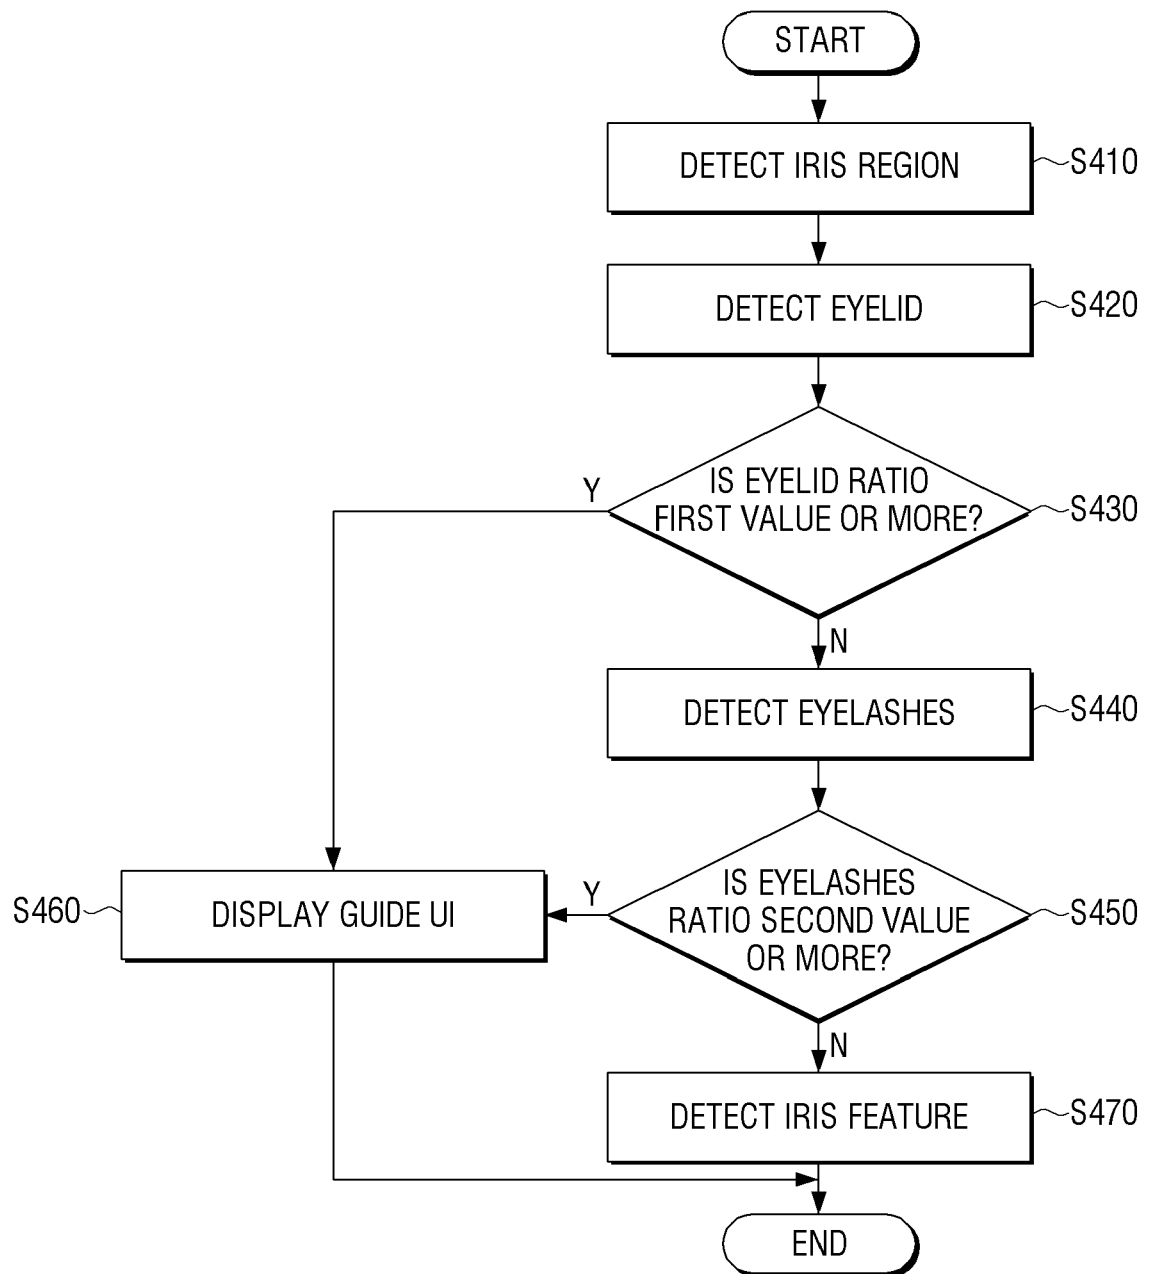 START
DETECT IRIS REGION
S410
DETECT EYELID
S420
IS EYELID RATIO
FIRST VALUE OR MORE?
S430
Y
N
DETECT EYELASHES
S440
IS EYELASHES
RATIO SECOND VALUE
OR MORE?
S450
Y
S460
DISPLAY GUIDE UI
N
DETECT IRIS FEATURE
S470
END